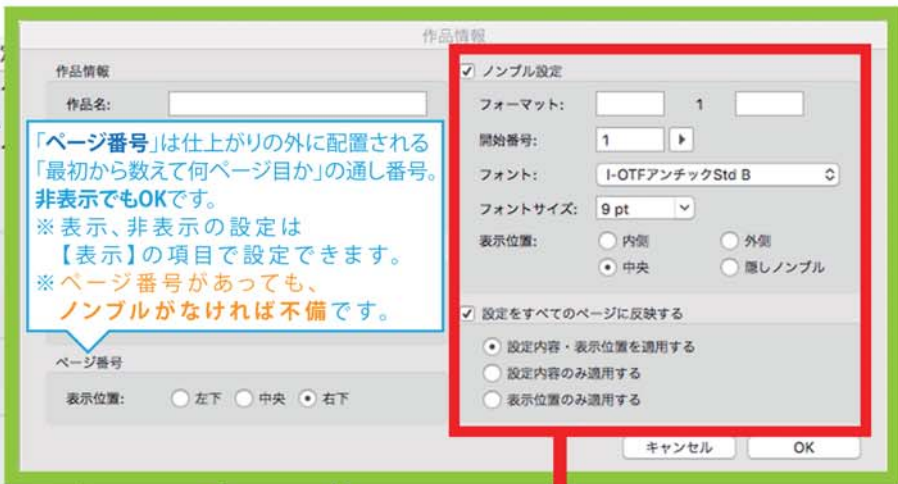 作品情報
作品情報
作品名:
「ページ番号」は仕上がりの外に配置される
「最初から数えて何ページ目か」の通し番号。
非表示でもOKです。
※表示、非表示の設定は
【表示】の項目で設定できます。
※ページ番号があっても、
ノンブルがなければ不備です。
ページ番号
表示位置: 左下 中央 右下
ノンブル設定
フォーマット: 1
開始番号: 1
フォント: I-OTFアンチックStd B
フォントサイズ: 9 pt
表示位置: 内側 外側
中央 隠しノンブル
設定をすべてのページに反映する
設定内容・表示位置を適用する
設定内容のみ適用する
表示位置のみ適用する
キャンセル OK